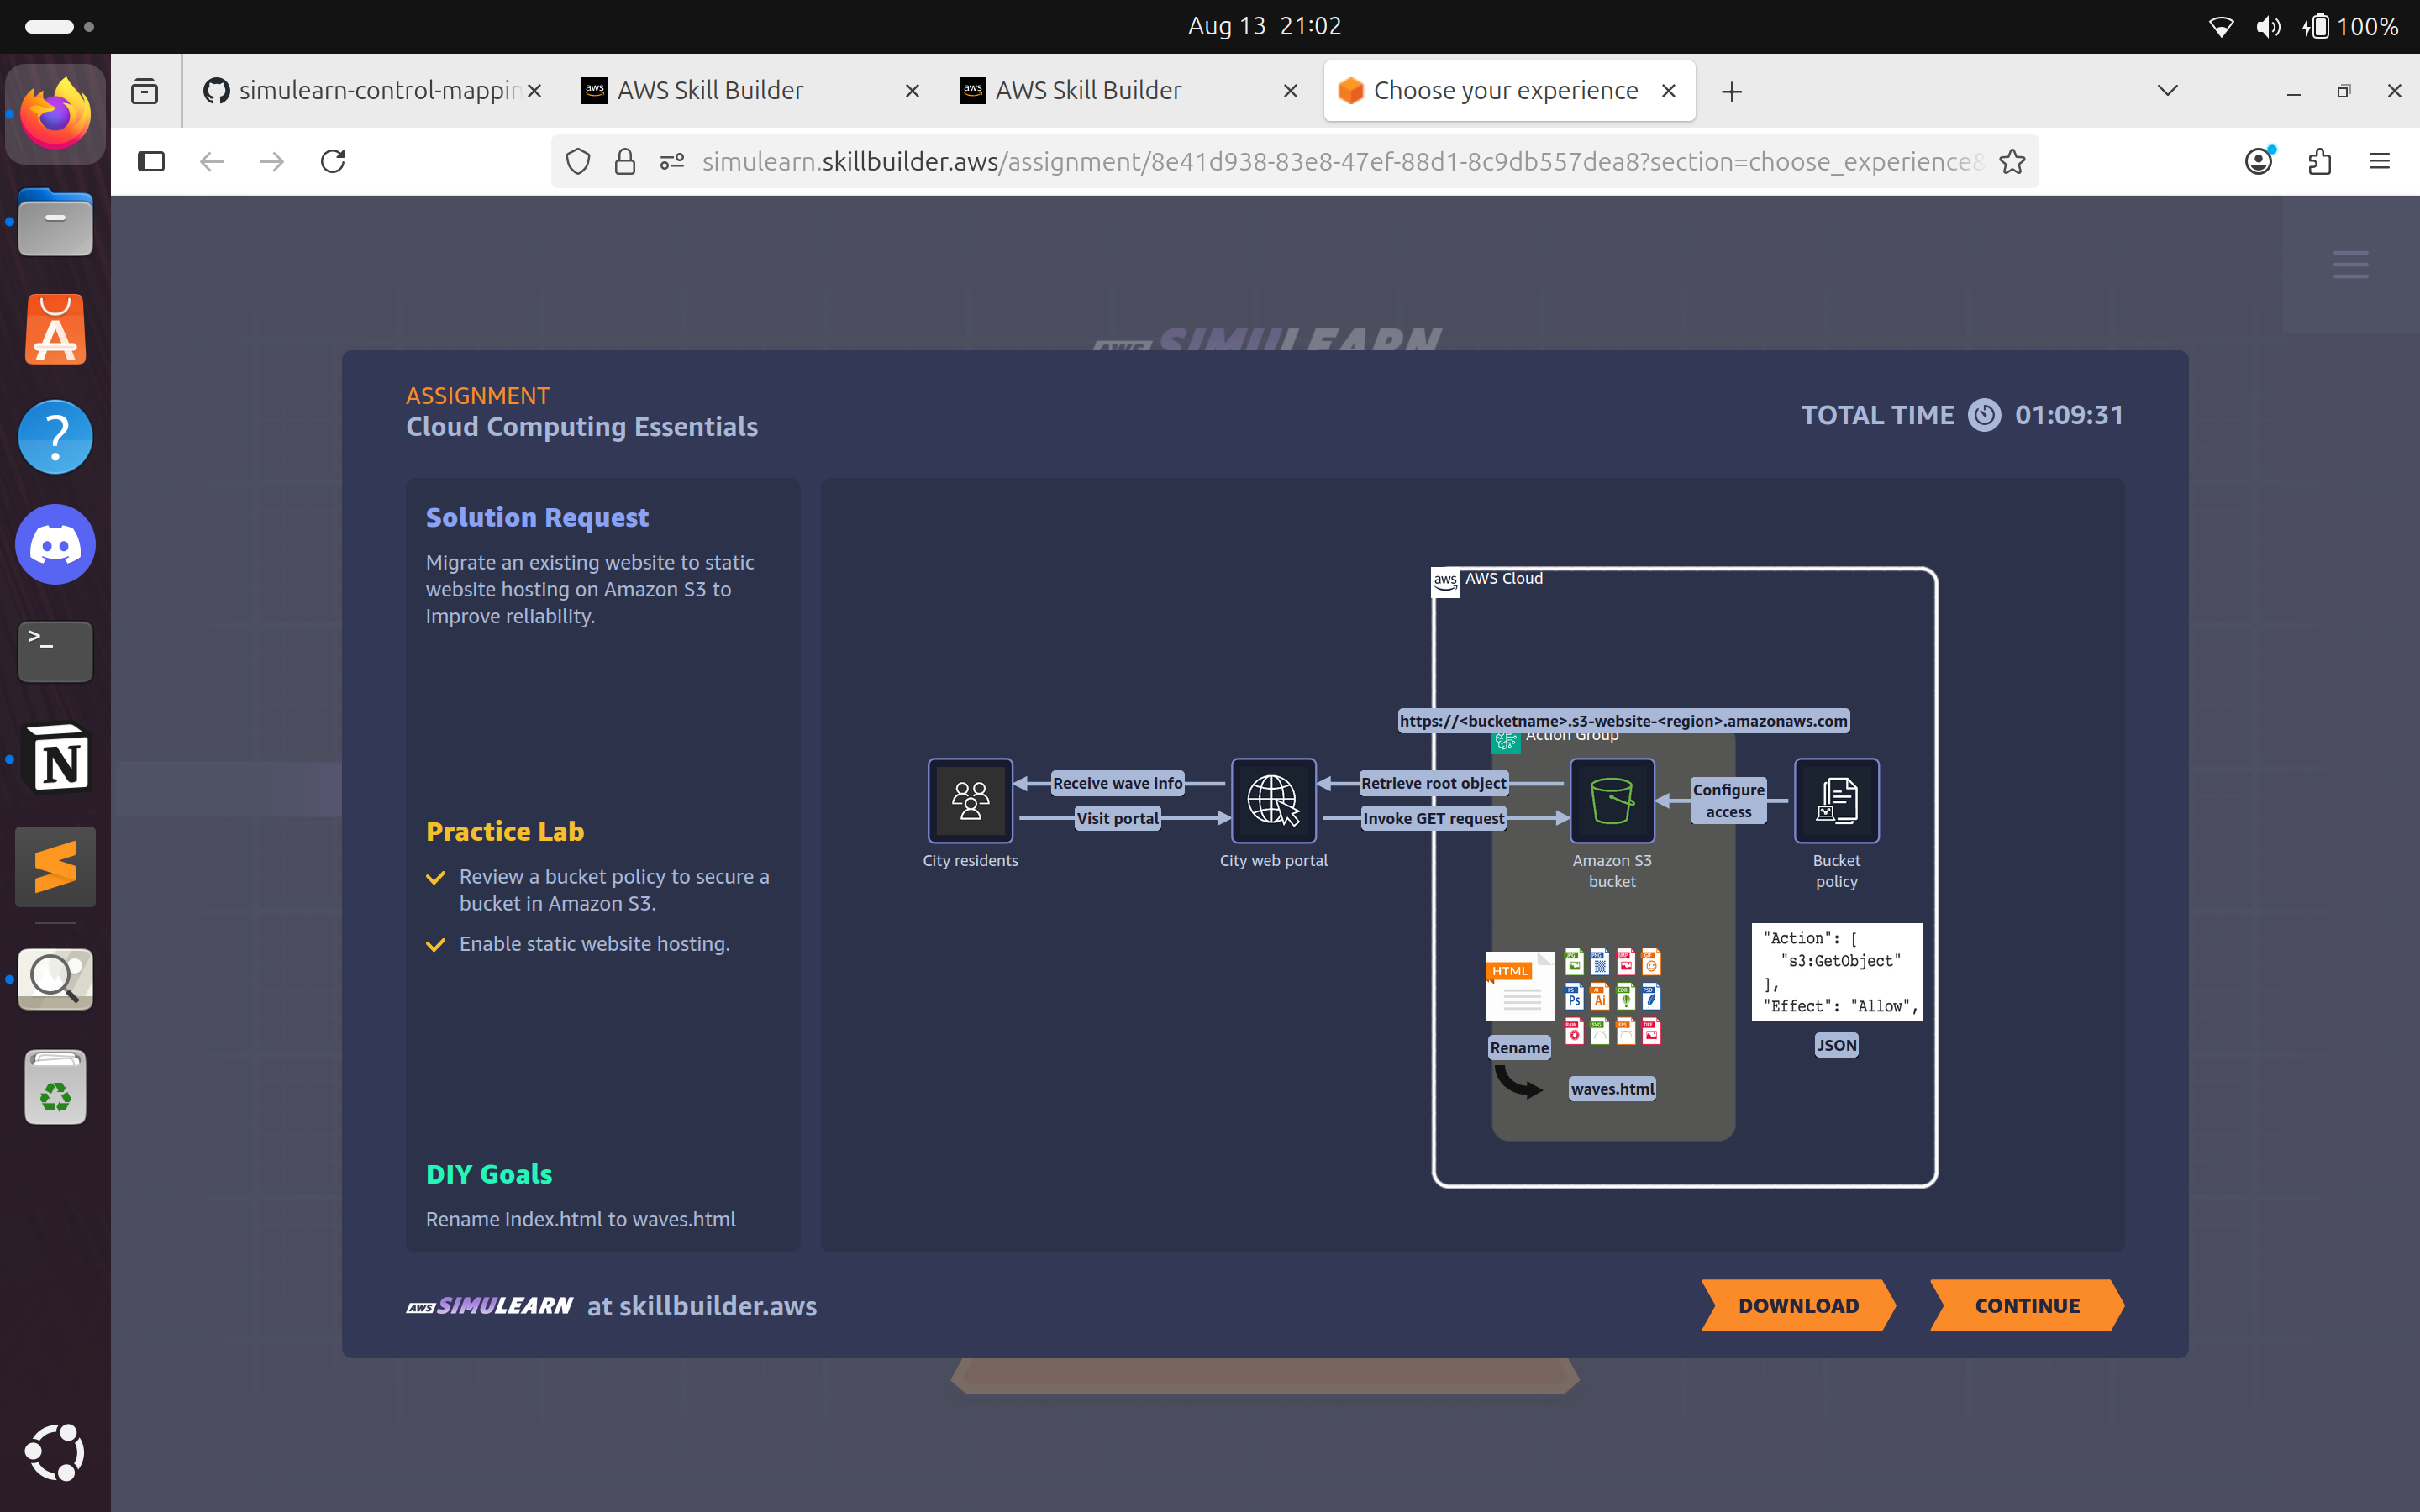 Aug 13 21:02
100%
simulearn-control-mappin
AWS Skill Builder
AWS Skill Builder
Choose your experience
simulearn.skillbuilder.aws/assignment/8e41d938-83e8-47ef-88d1-8c9db557dea8?section=choose_experience&
AWS SIMULEARN
ASSIGNMENT
Cloud Computing Essentials
TOTAL TIME 01:09:31
Solution Request
Migrate an existing website to static
website hosting on Amazon S3 to
improve reliability.
Practice Lab
Review a bucket policy to secure a
bucket in Amazon S3.
Enable static website hosting.
DIY Goals
Rename index.html to waves.html
aws AWS Cloud
https://<bucketname>.s3-website-<region>.amazonaws.com
Action Group
Receive wave info
Visit portal
Retrieve root object
Invoke GET request
Configure
access
City residents
City web portal
Amazon S3
bucket
Bucket
policy
HTML
Rename
waves.html
"Action": [
"s3:GetObject"
],
"Effect": "Allow",
JSON
AWS SIMULEARN at skillbuilder.aws
DOWNLOAD
CONTINUE